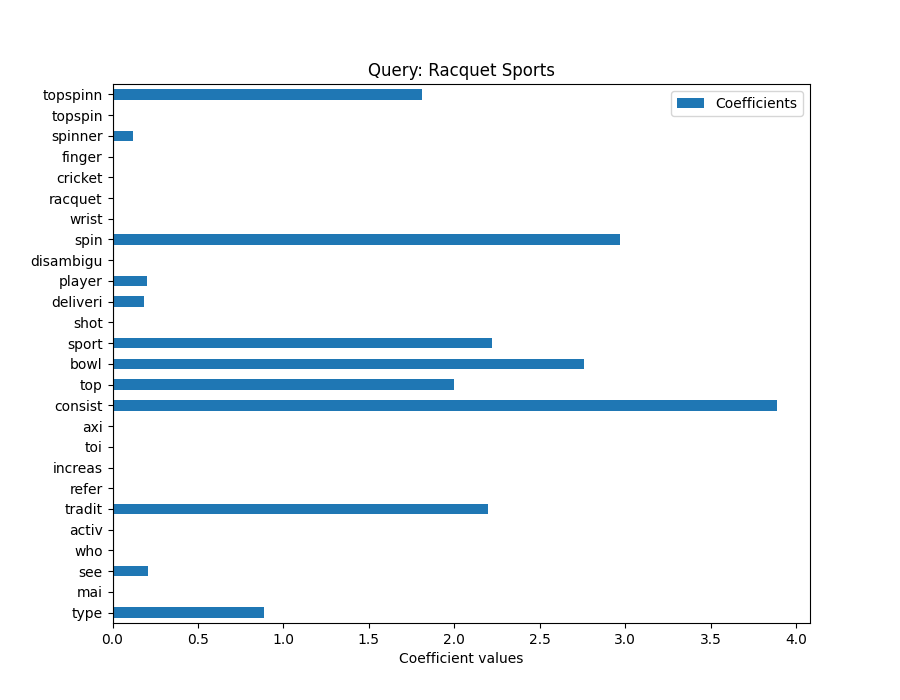 Query: Racquet Sports
Coefficients
topspinn
topspin
spinner
finger
cricket
racquet
wrist
spin
disambigu
player
deliveri
shot
sport
bowl
top
consist
axi
toi
increas
refer
tradit
activ
who
see
mai
type
0.0 0.5 1.0 1.5 2.0 2.5 3.0 3.5 4.0
Coefficient values